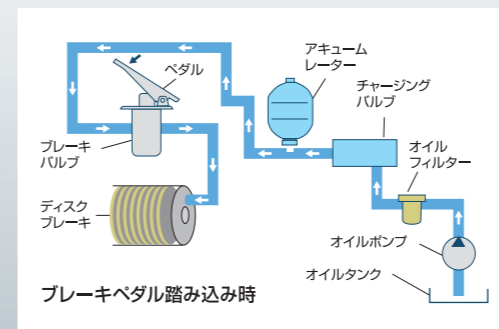 アキューム
レーター
ペダル
チャージング
バルブ
ブレーキ
バルブ
オイル
フィルター
ディスク
ブレーキ
オイルポンプ
オイルタンク
ブレーキペダル踏み込み時